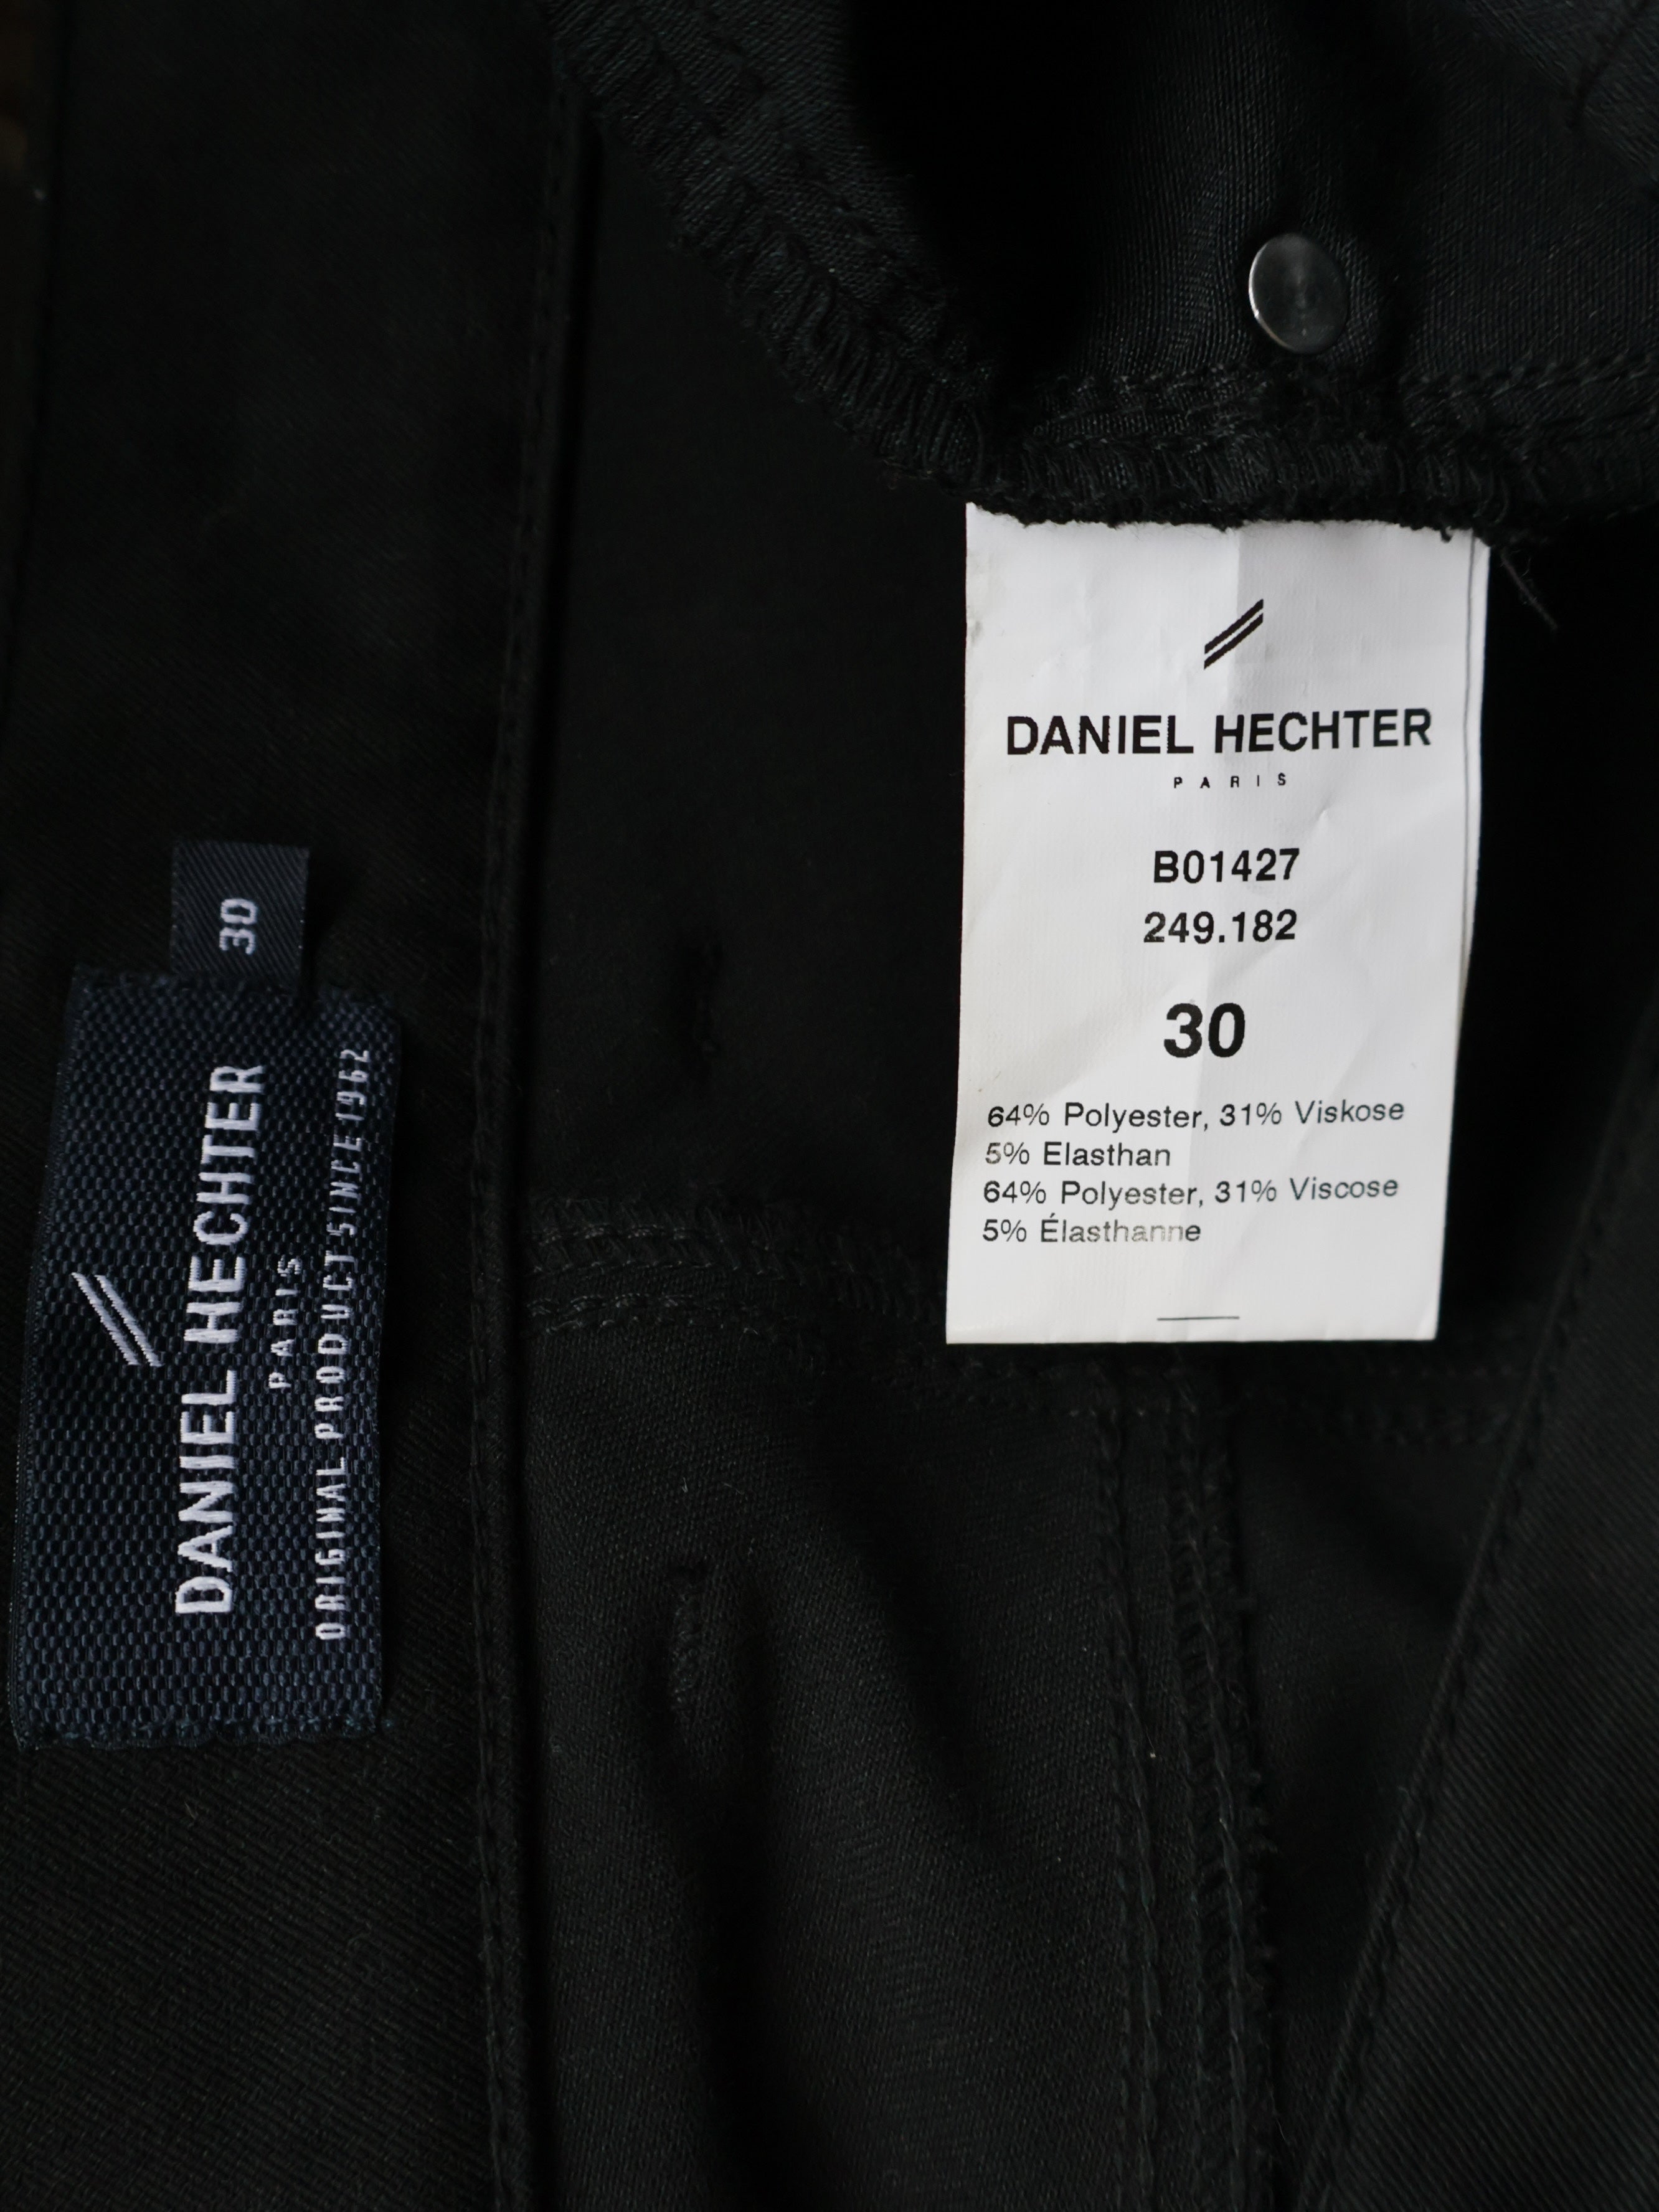 30
DANIEL HECHTER
PARIS
ORIGINAL PRODUCT SINCE 1962
DANIEL HECHTER
PARIS
B01427
249.182
30
64% Polyester, 31% Viskose
5% Elasthan
64% Polyester, 31% Viscose
5% Élasthanne